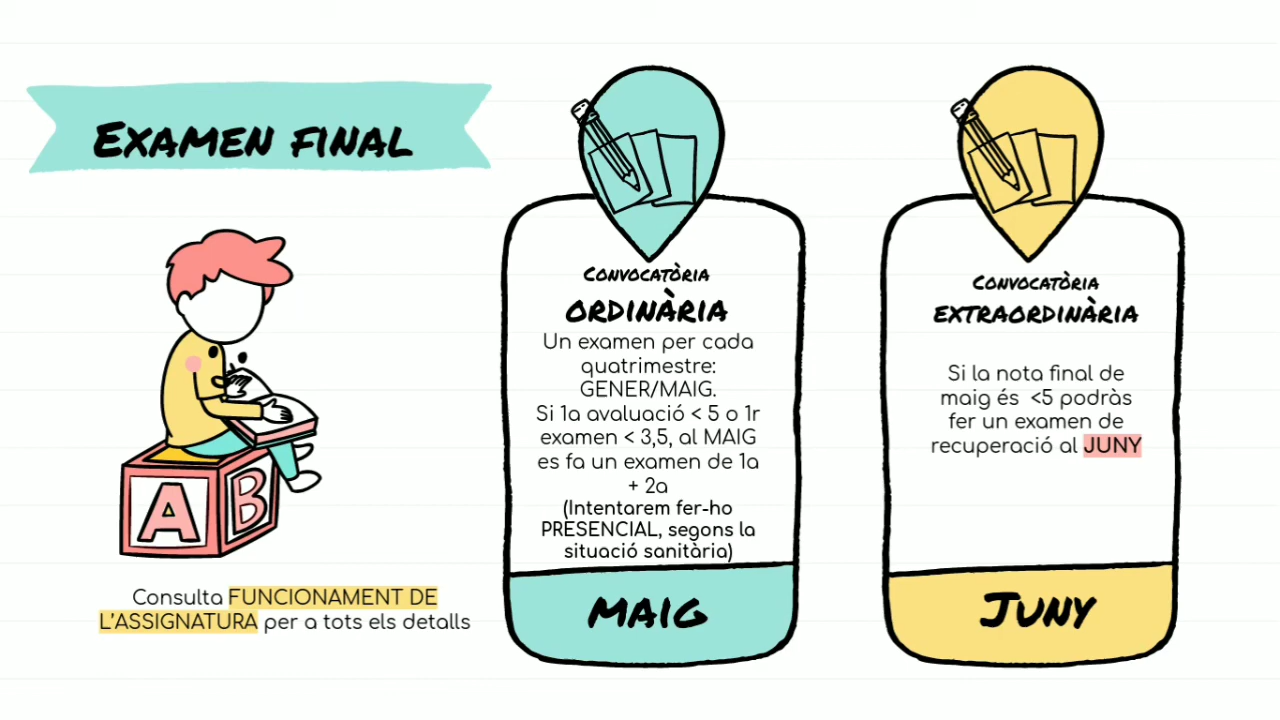 EXAMEN FINAL
Consulta FUNCIONAMENT DE
L'ASSIGNATURA per a tots els detalls
CONVOCATÒRIA
ORDINÀRIA
Un examen per cada
quatrimestre:
GENER/MAIG.
Si 1a avaluació < 5 o 1r
examen < 3,5, al MAIG
es fa un examen de 1a
+ 2a
(Intentarem fer-ho
PRESENCIAL, segons la
situació sanitària)
MAIG
CONVOCATÒRIA
EXTRAORDINÀRIA
Si la nota final de
maig és <5 podràs
fer un examen de
recuperació al JUNY
JUNY
A
B